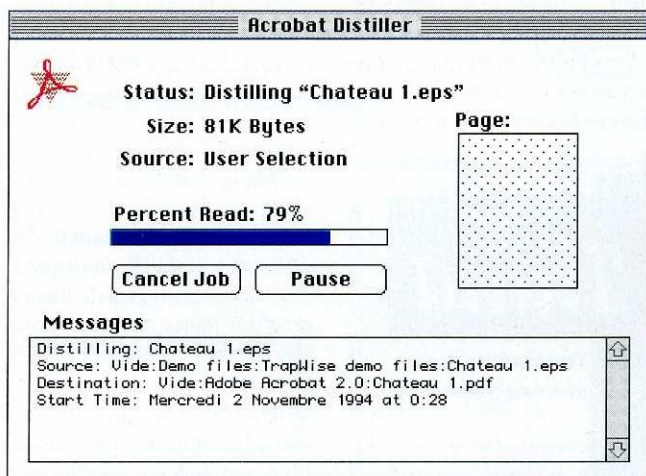 Acrobat Distiller
Status: Distilling “Chateau 1.eps”
Size: 81K Bytes
Source: User Selection
Page:
Percent Read: 79%
Cancel Job
Pause
Messages
Distilling: Chateau 1.eps
Source: Vide:Demo files:TrapWise demo files:Chateau 1.eps
Destination: Vide:Adobe Acrobat 2.0:Chateau 1.pdf
Start Time: Mercredi 2 Novembre 1994 at 0:28